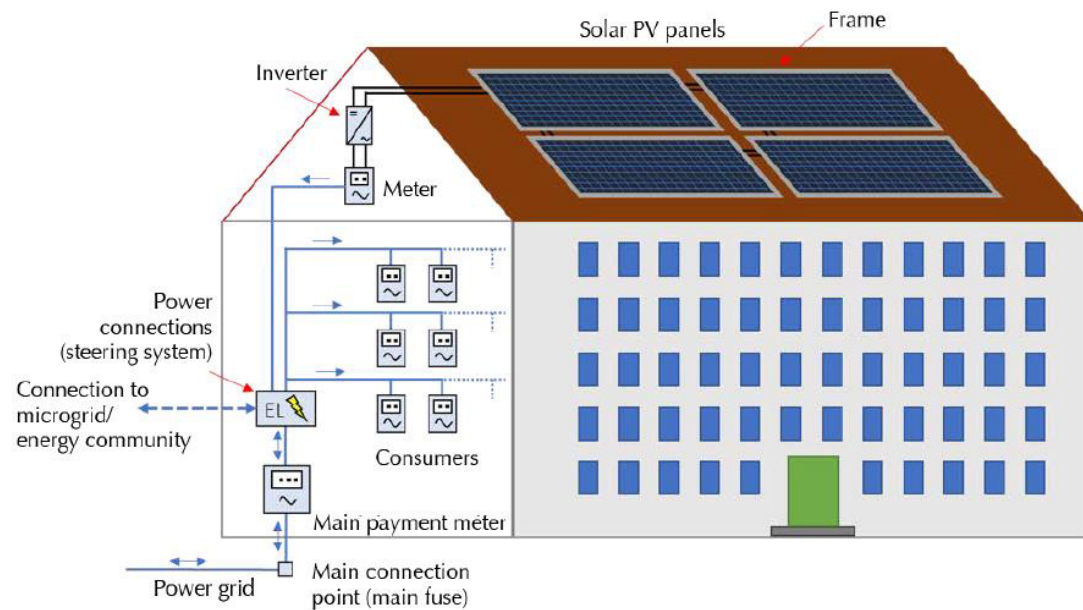 Solar PV panels
Frame
Inverter
Meter
Power
connections
(steering system)
Connection to
microgrid/
energy community
EL
Consumers
Main payment meter
Power grid
Main connection
point (main fuse)